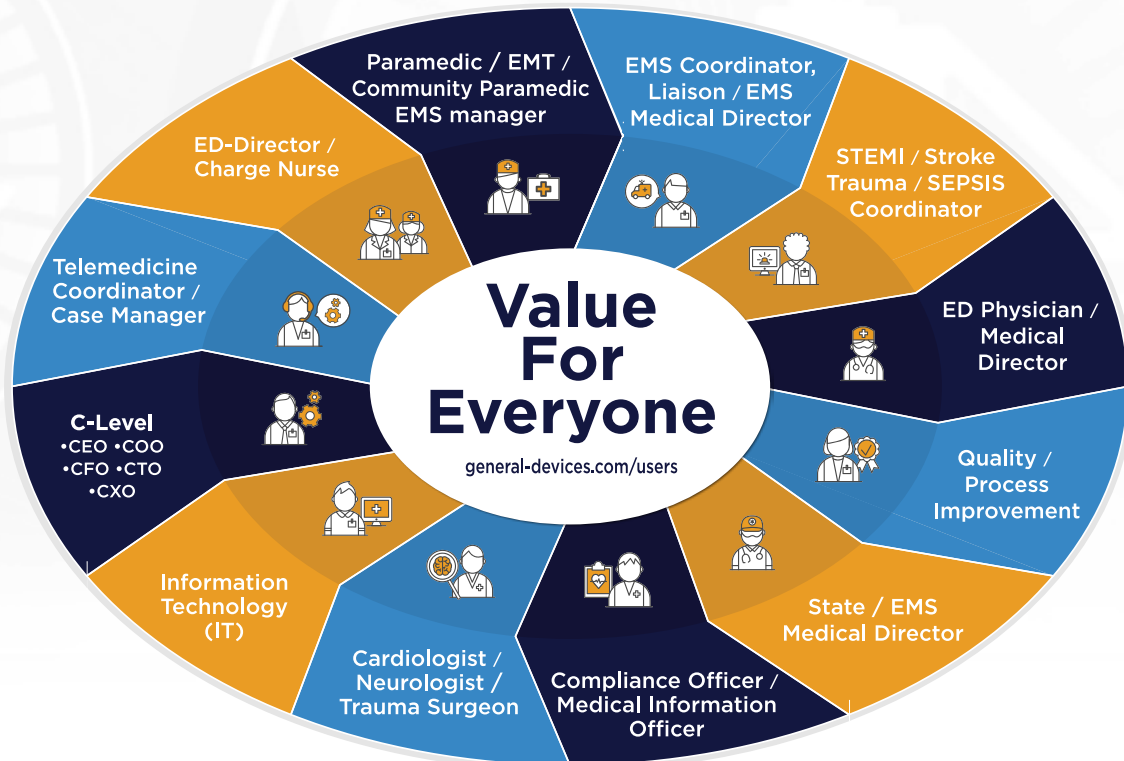 Paramedic / EMT /
Community Paramedic
EMS manager
EMS Coordinator,
Liaison / EMS
Medical Director
STEMI / Stroke
Trauma / SEPSIS
Coordinator
ED Physician /
Medical
Director
Quality /
Process
Improvement
State / EMS
Medical Director
Compliance Officer /
Medical Information
Officer
Cardiologist /
Neurologist /
Trauma Surgeon
Information
Technology
(IT)
C-Level
•CEO •COO
•CFO •CTO
•CXO
Telemedicine
Coordinator /
Case Manager
ED-Director /
Charge Nurse
Value
For
Everyone
general-devices.com/users